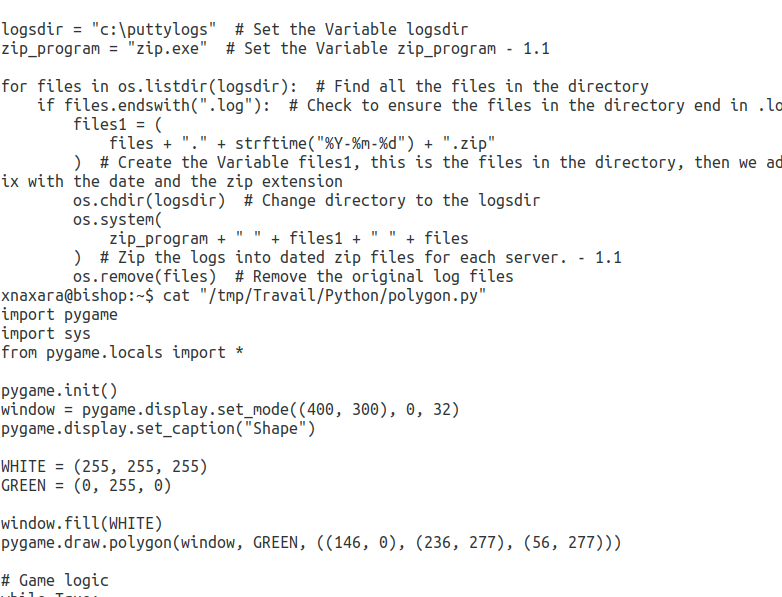 logsdir = "c:\puttylogs"  # Set the Variable logsdir
zip_program = "zip.exe"  # Set the Variable zip_program - 1.1

for files in os.listdir(logsdir):  # Find all the files in the directory
    if files.endswith(".log"):  # Check to ensure the files in the directory end in .lo
        files1 = (
            files + "." + strftime("%Y-%m-%d") + ".zip"
        )  # Create the Variable files1, this is the files in the directory, then we ad
ix with the date and the zip extension
        os.chdir(logsdir)  # Change directory to the logsdir
        os.system(
            zip_program + " " + files1 + " " + files
        )  # Zip the logs into dated zip files for each server. - 1.1
        os.remove(files)  # Remove the original log files
xnaxara@bishop:~$ cat "/tmp/Travail/Python/polygon.py"
import pygame
import sys
from pygame.locals import *

pygame.init()
window = pygame.display.set_mode((400, 300), 0, 32)
pygame.display.set_caption("Shape")

WHITE = (255, 255, 255)
GREEN = (0, 255, 0)

window.fill(WHITE)
pygame.draw.polygon(window, GREEN, ((146, 0), (236, 277), (56, 277)))

# Game logic
while True: